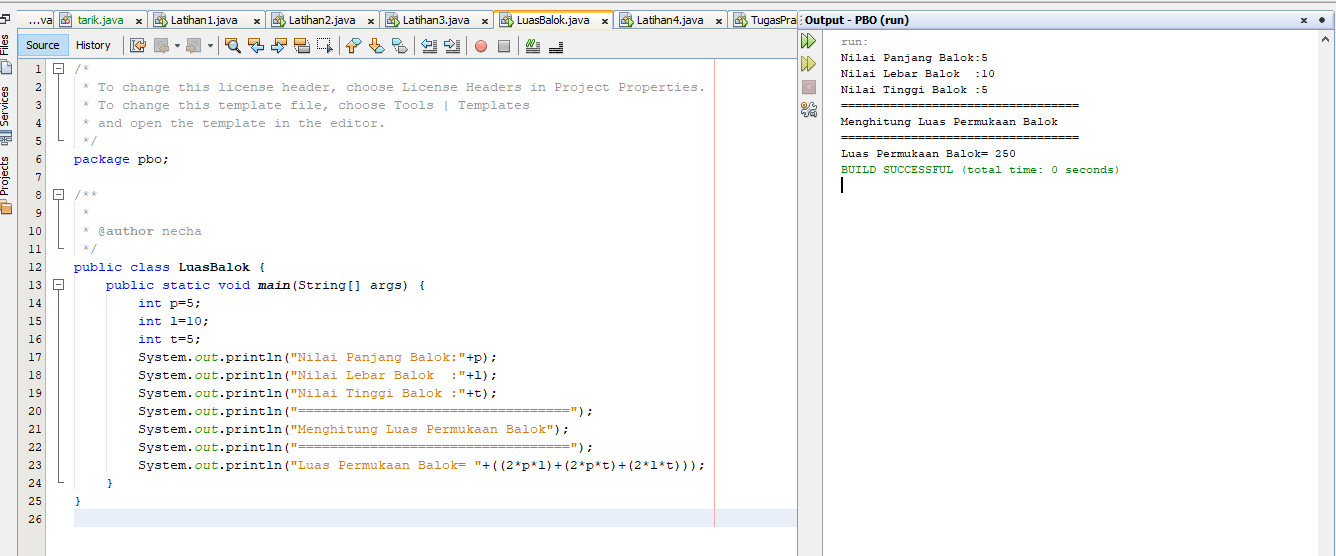 ...va tarik.java × Latihan1.java × Latihan2.java × Latihan3.java × LuasBalok.java × Latihan4.java × TugasPra
Source History
Files
Services
Projects
1 /*
2 * To change this license header, choose License Headers in Project Properties.
3 * To change this template file, choose Tools | Templates
4 * and open the template in the editor.
5 */
6 package pbo;
7
8 /**
9 *
10 * @author necha
11 */
12 public class LuasBalok {
13 public static void main(String[] args) {
14 int p=5;
15 int l=10;
16 int t=5;
17 System.out.println("Nilai Panjang Balok:"+p);
18 System.out.println("Nilai Lebar Balok  :"+l);
19 System.out.println("Nilai Tinggi Balok :"+t);
20 System.out.println("==================================");
21 System.out.println("Menghitung Luas Permukaan Balok");
22 System.out.println("==================================");
23 System.out.println("Luas Permukaan Balok= "+((2*p*l)+(2*p*t)+(2*l*t)));
24 }
25 }
26
Output - PBO (run) ×
run:
Nilai Panjang Balok:5
Nilai Lebar Balok  :10
Nilai Tinggi Balok :5
==================================
Menghitung Luas Permukaan Balok
==================================
Luas Permukaan Balok= 250
BUILD SUCCESSFUL (total time: 0 seconds)